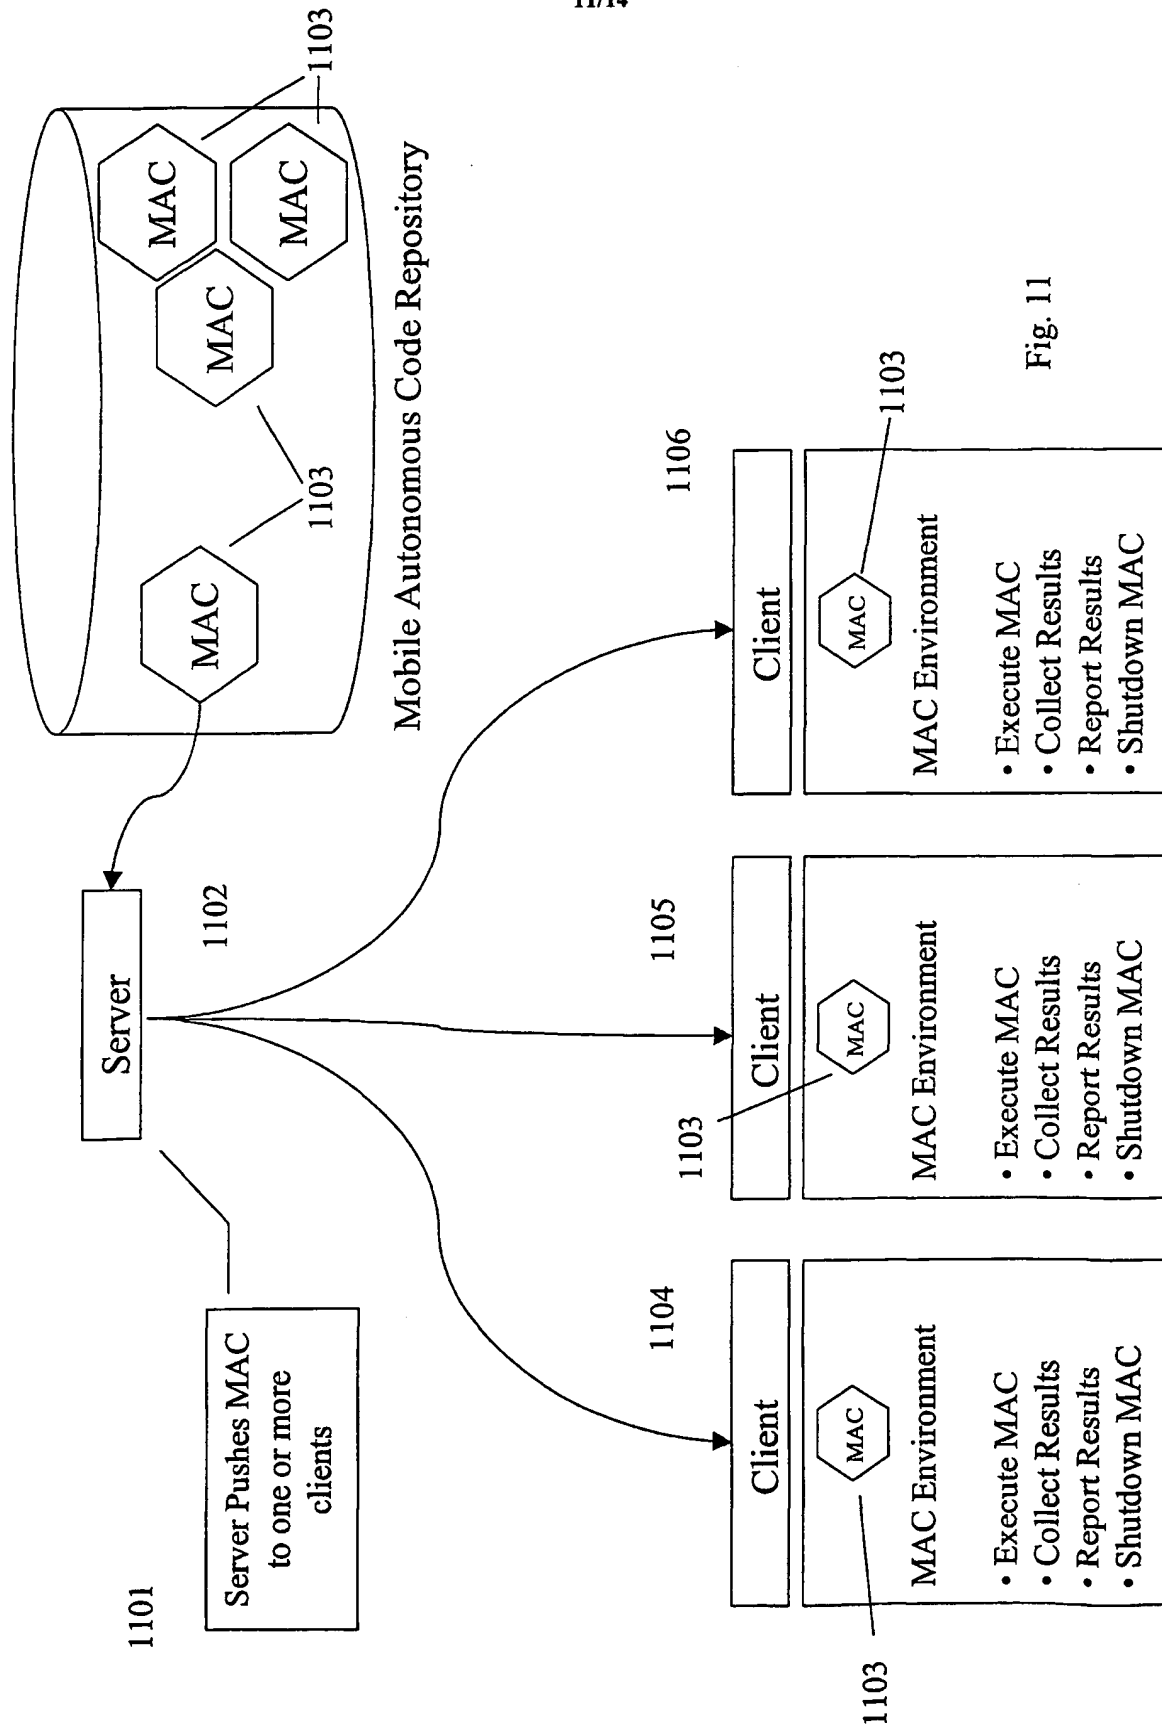 11/14
1101
Server Pushes MAC
to one or more
clients
Server
1102
MAC
MAC
MAC
MAC
1103
1103
Mobile Autonomous Code Repository
1104
Client
MAC
1103
MAC Environment
• Execute MAC
• Collect Results
• Report Results
• Shutdown MAC
1105
Client
MAC
1103
MAC Environment
• Execute MAC
• Collect Results
• Report Results
• Shutdown MAC
1106
Client
MAC
1103
MAC Environment
• Execute MAC
• Collect Results
• Report Results
• Shutdown MAC
Fig. 11